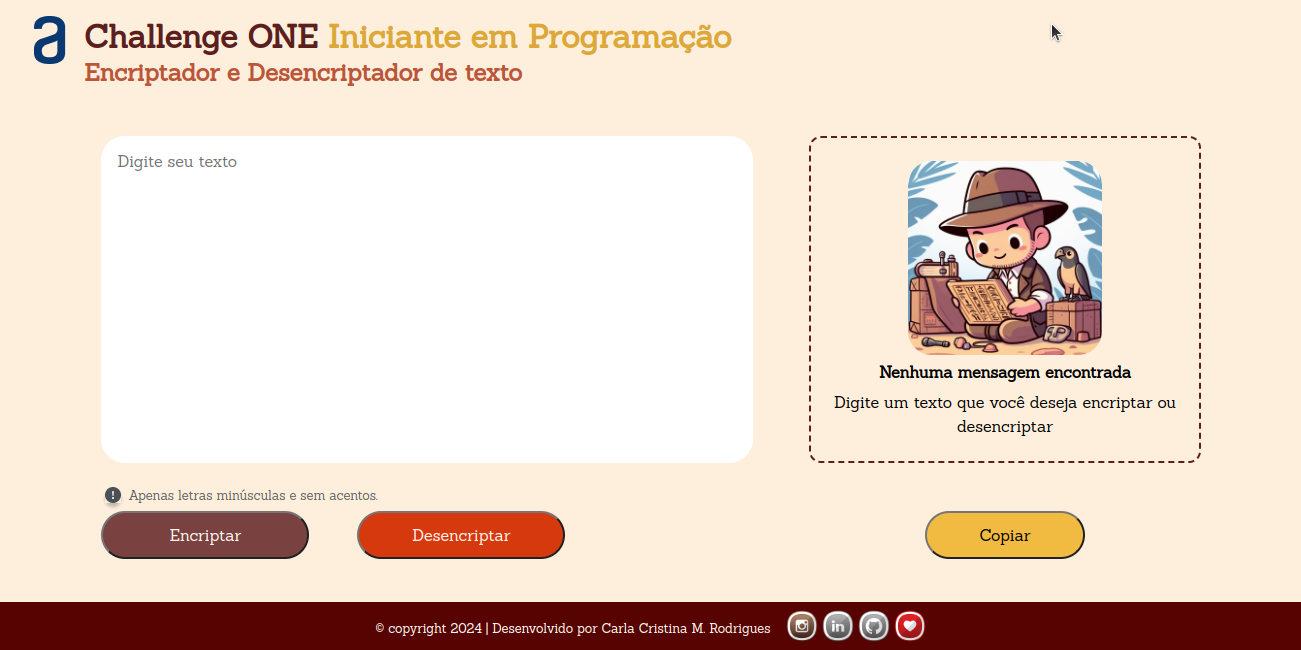 a Challenge ONE Iniciante em Programação
Encriptador e Desencriptador de texto
Digite seu texto
Nenhuma mensagem encontrada
Digite um texto que você deseja encriptar ou
desencriptar
! Apenas letras minúsculas e sem acentos.
Encriptar
Desencriptar
Copiar
© copyright 2024 | Desenvolvido por Carla Cristina M. Rodrigues
in